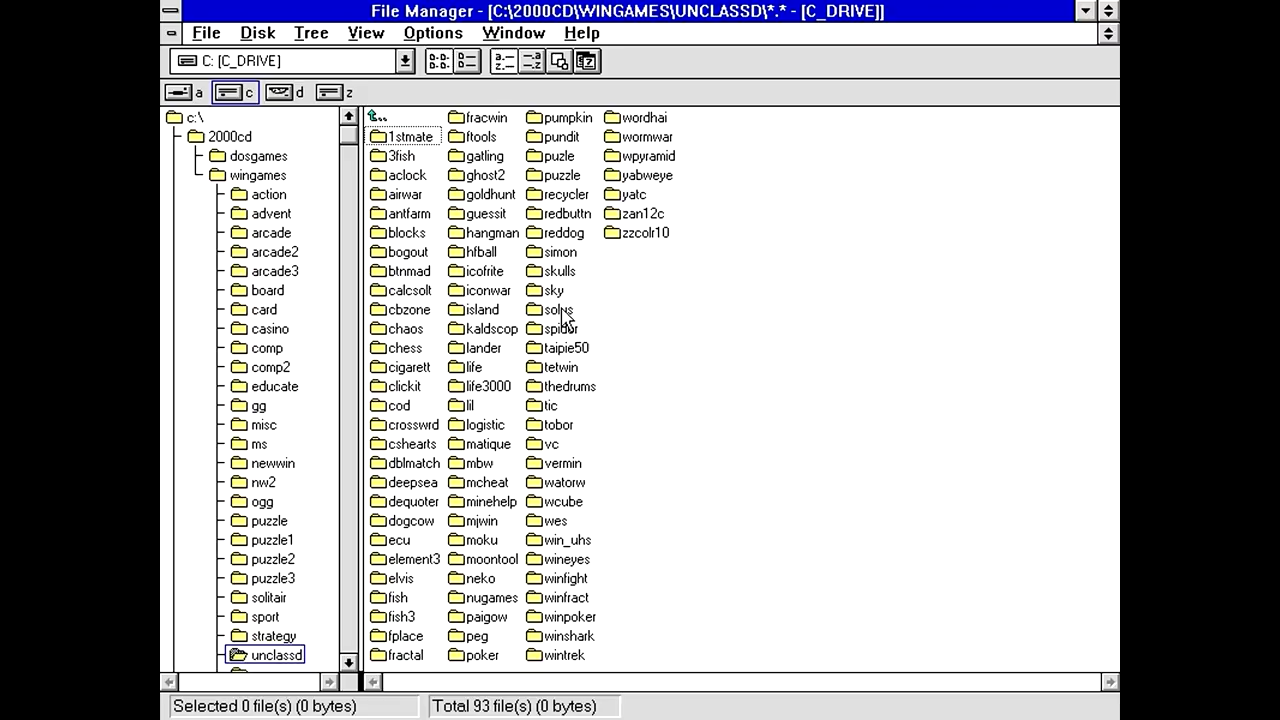 File Manager - [C:\2000CD\WINGAMES\UNCLASSD\*.* - [C_DRIVE]]
File Disk Tree View Options Window Help
C: [C_DRIVE]
a c d z
c:\
2000cd
dosgames
wingames
action
advent
arcade
arcade2
arcade3
board
card
casino
comp
comp2
educate
gg
misc
ms
newwin
nw2
ogg
puzzle
puzzle1
puzzle2
puzzle3
solitair
sport
strategy
unclassd
..
1stmate
3fish
aclock
airwar
antfarm
blocks
bogout
btnmad
calcsolt
cbzone
chaos
chess
cigarett
clickit
cod
crosswrd
cshearts
dblmatch
deepsea
dequoter
dogcow
ecu
element3
elvis
fish
fish3
fplace
fractal
fracwin
ftools
gatling
ghost2
goldhunt
guessit
hangman
hfball
icofrite
iconwar
island
kaldscop
lander
life
life3000
lil
logistic
matique
mbw
mcheat
minehelp
mjwin
moku
moontool
neko
nugames
paigow
peg
poker
pumpkin
pundit
puzle
puzzle
recycler
redbuttn
reddog
simon
skulls
sky
solus
spider
taipie50
tetwin
thedrums
tic
tobor
vc
vermin
watorw
wcube
wes
win_uhs
wineyes
winfight
winfract
winpoker
winshark
wintrek
wordhai
wormwar
wpyramid
yabweye
yatc
zan12c
zzcolr10
Selected 0 file(s) (0 bytes)
Total 93 file(s) (0 bytes)